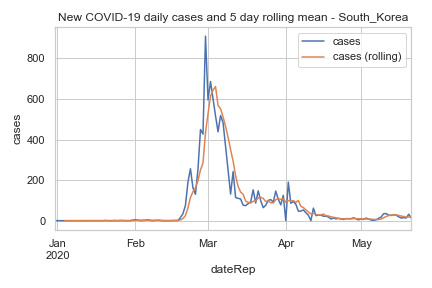 New COVID-19 daily cases and 5 day rolling mean - South_Korea
cases
cases (rolling)
800
600
400
200
0
cases
Jan
2020
Feb
Mar
Apr
May
dateRep